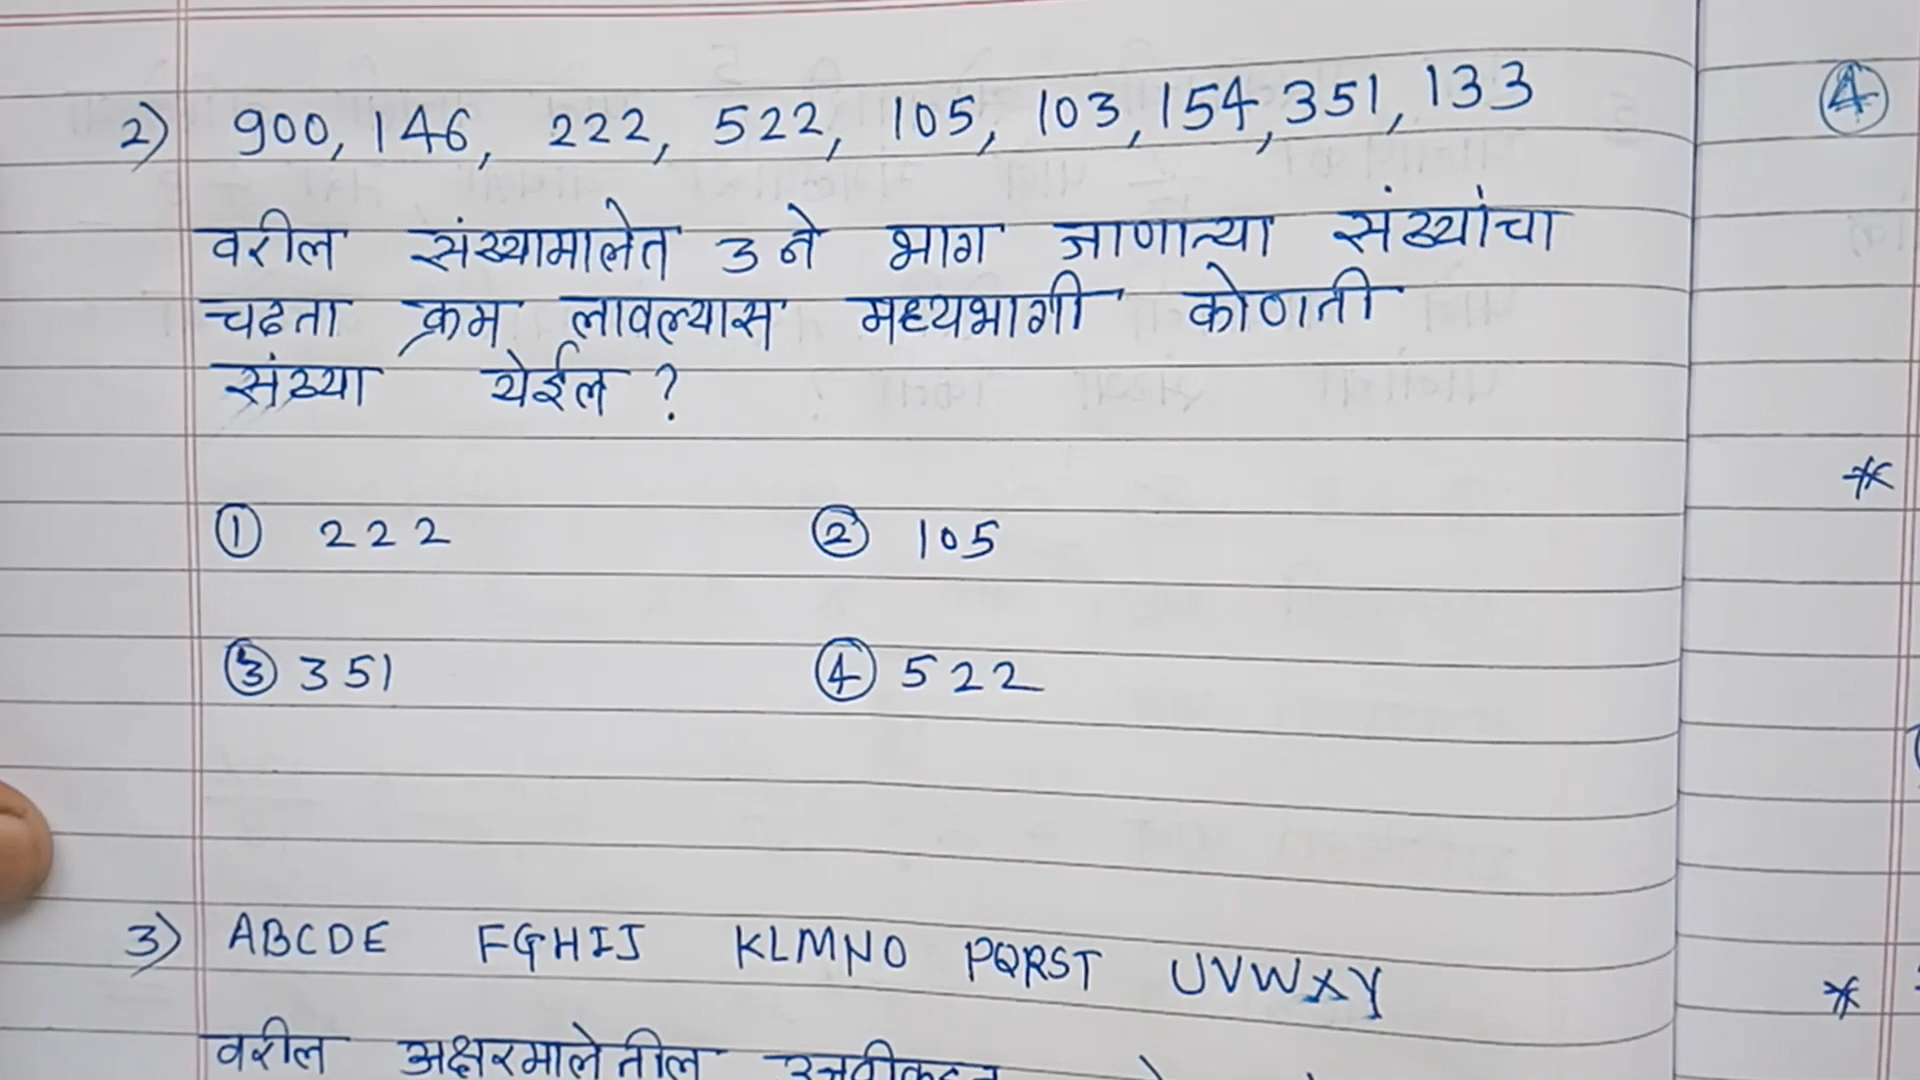 2) 900, 146, 222, 522, 105, 103, 154, 351, 133
वरील संख्यामालेत 3 ने भाग जाणाऱ्या संख्यांचा
चढता क्रम लावल्यास मध्यभागी कोणती
संख्या येईल ?
① 222 ② 105
③ 351 ④ 522
3) ABCDE FGHIJ KLMNO PQRST UVWXY
वरील अक्षरमालेतील
④
*
*